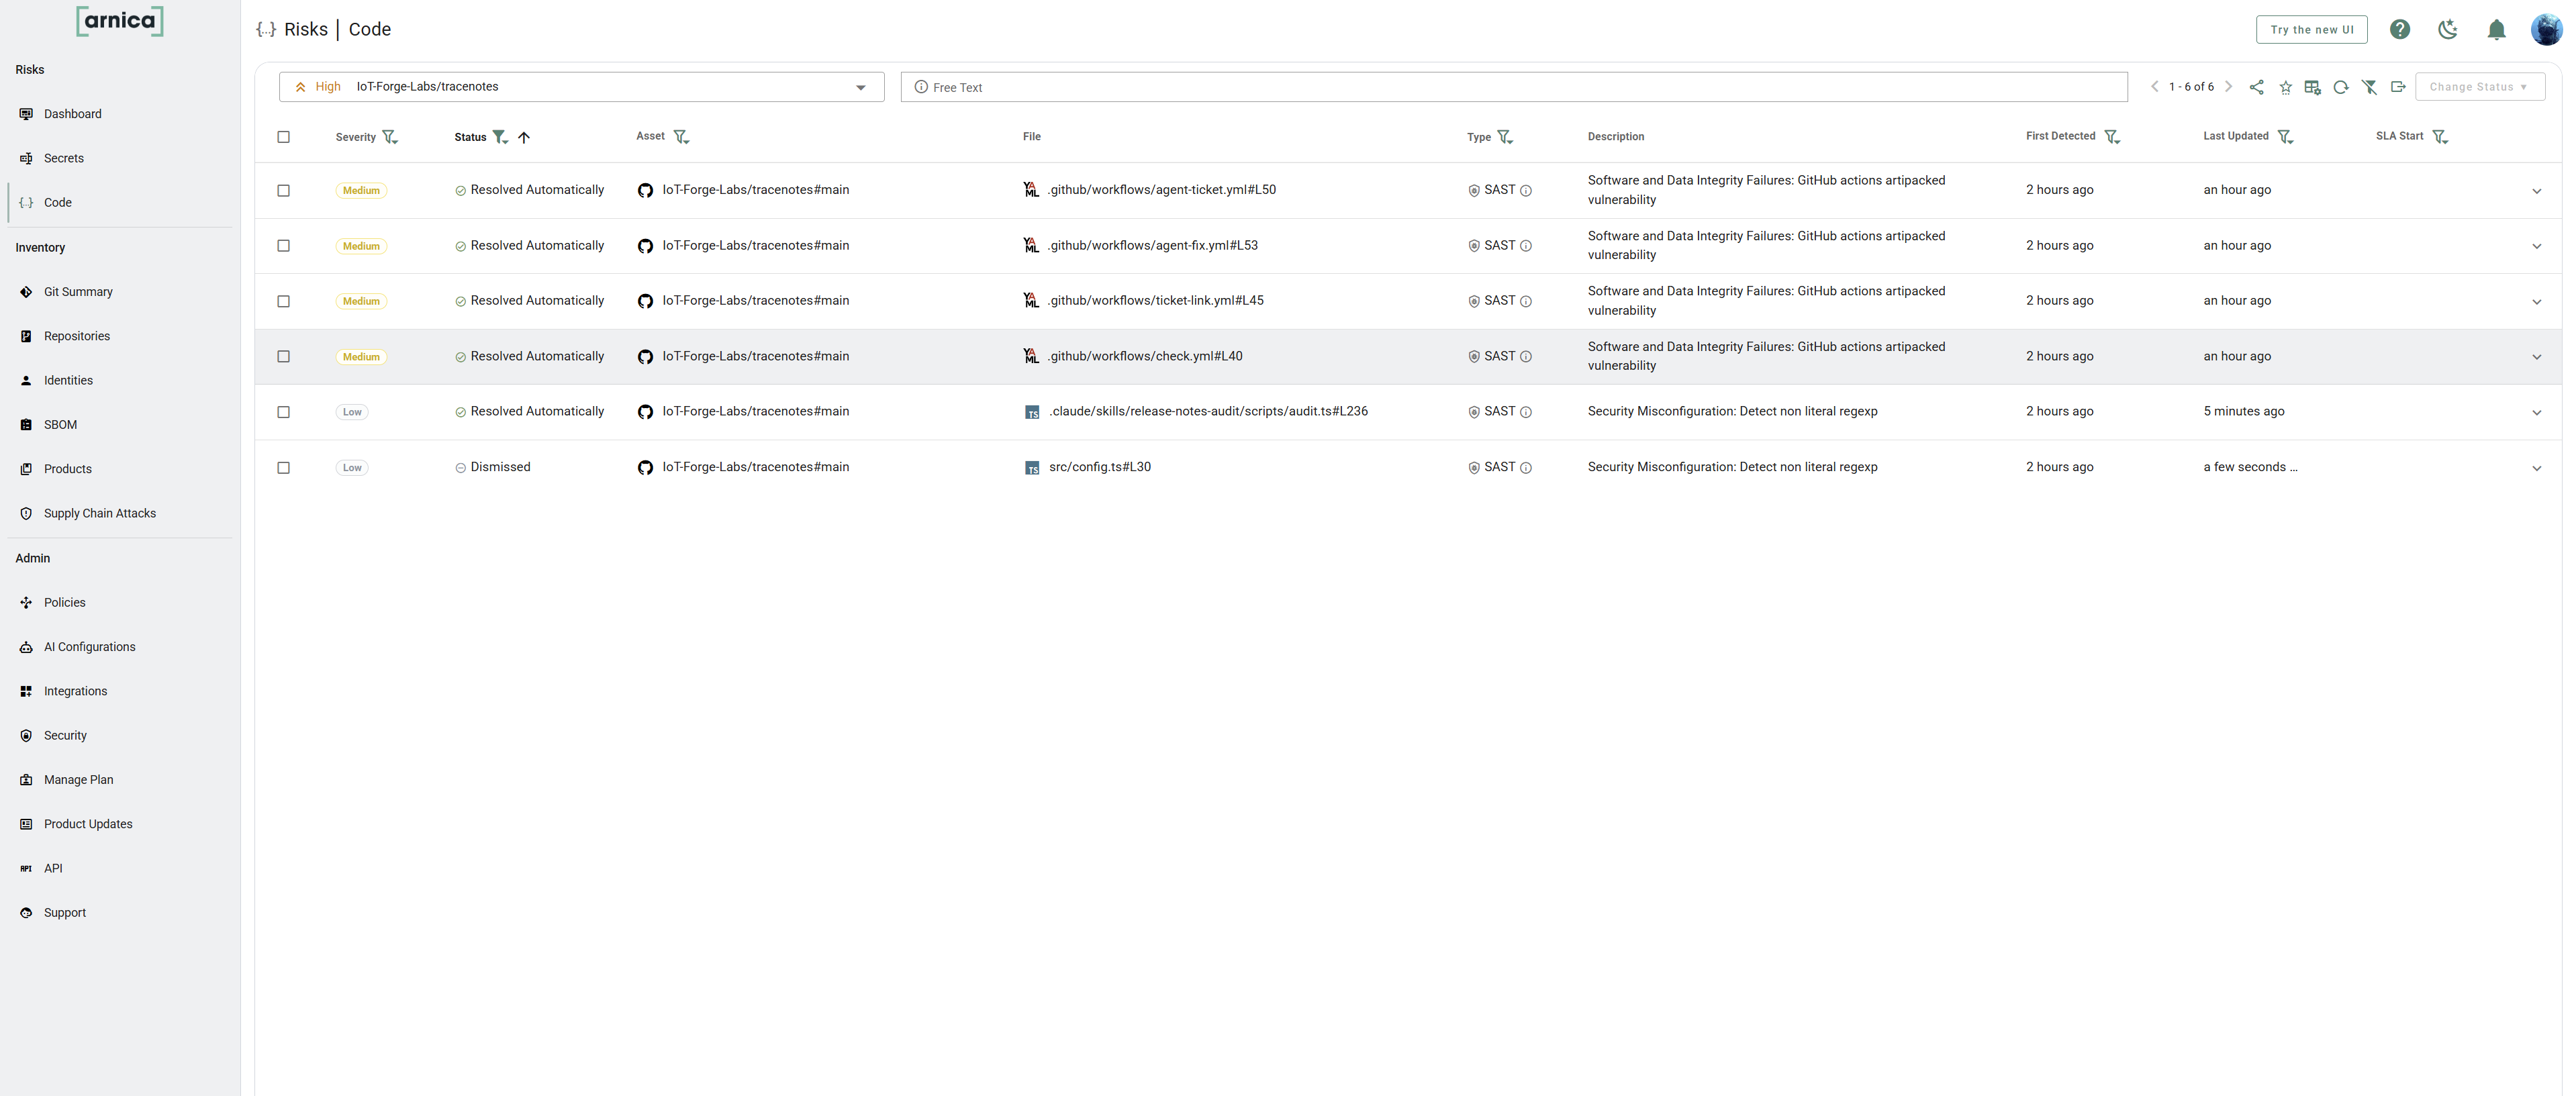 [arnica]
Risks
Dashboard
Secrets
Code
Inventory
Git Summary
Repositories
Identities
SBOM
Products
Supply Chain Attacks
Admin
Policies
AI Configurations
Integrations
Security
Manage Plan
Product Updates
API
Support
{..} Risks | Code
Try the new UI
High IoT-Forge-Labs/tracenotes
Free Text
1 - 6 of 6
Change Status
Severity Status Asset File Type Description First Detected Last Updated SLA Start
Medium Resolved Automatically IoT-Forge-Labs/tracenotes#main YAML .github/workflows/agent-ticket.yml#L50 SAST Software and Data Integrity Failures: GitHub actions artipacked 2 hours ago an hour ago
vulnerability
Medium Resolved Automatically IoT-Forge-Labs/tracenotes#main YAML .github/workflows/agent-fix.yml#L53 SAST Software and Data Integrity Failures: GitHub actions artipacked 2 hours ago an hour ago
vulnerability
Medium Resolved Automatically IoT-Forge-Labs/tracenotes#main YAML .github/workflows/ticket-link.yml#L45 SAST Software and Data Integrity Failures: GitHub actions artipacked 2 hours ago an hour ago
vulnerability
Medium Resolved Automatically IoT-Forge-Labs/tracenotes#main YAML .github/workflows/check.yml#L40 SAST Software and Data Integrity Failures: GitHub actions artipacked 2 hours ago an hour ago
vulnerability
Low Resolved Automatically IoT-Forge-Labs/tracenotes#main TS .claude/skills/release-notes-audit/scripts/audit.ts#L236 SAST Security Misconfiguration: Detect non literal regexp 2 hours ago 5 minutes ago
Low Dismissed IoT-Forge-Labs/tracenotes#main TS src/config.ts#L30 SAST Security Misconfiguration: Detect non literal regexp 2 hours ago a few seconds ...